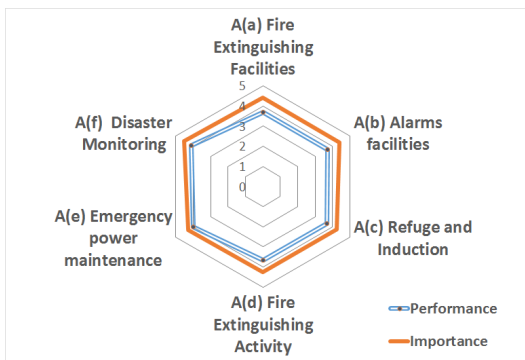 A(a) Fire
Extinguishing
Facilities
5
4
3
2
1
0
A(f)  Disaster
Monitoring
A(b) Alarms
facilities
A(e) Emergency
power
maintenance
A(c) Refuge and
Induction
A(d) Fire
Extinguishing
Activity
Performance
Importance